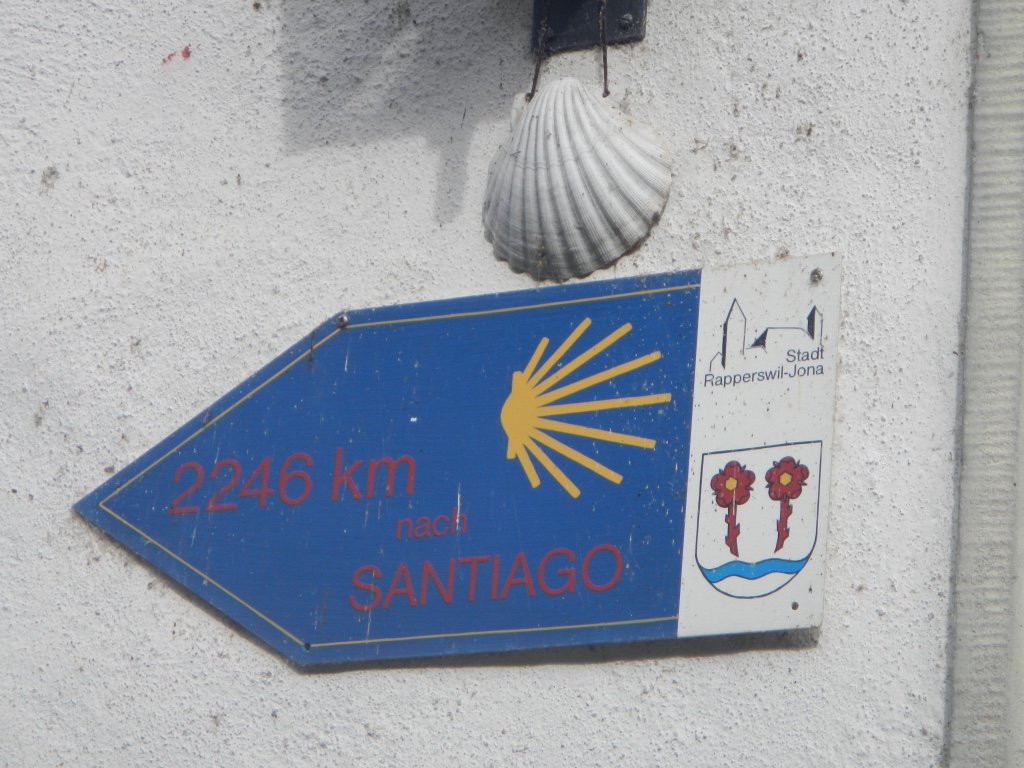 2246 km
nach
SANTIAGO
Stadt
Rapperswil-Jona